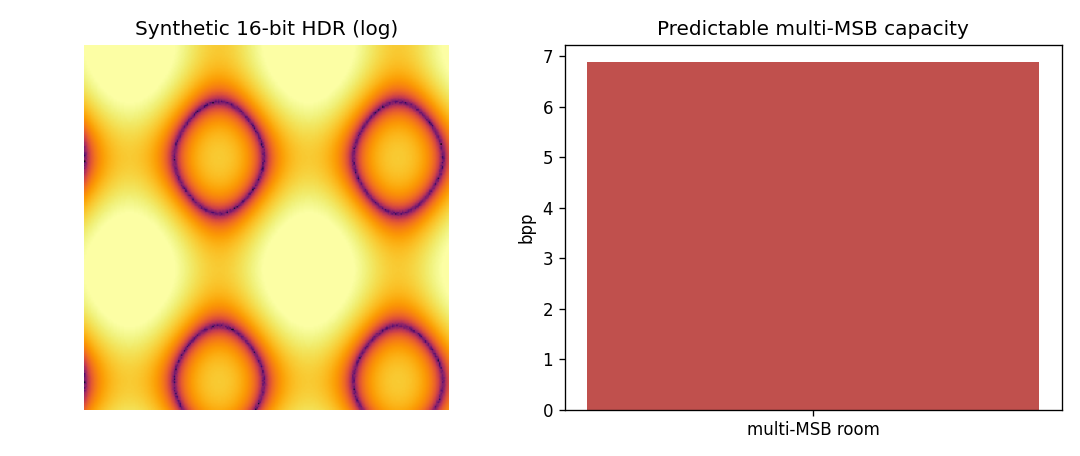 Synthetic 16-bit HDR (log)
Predictable multi-MSB capacity
7
6
5
4
3
2
1
0
bpp
multi-MSB room